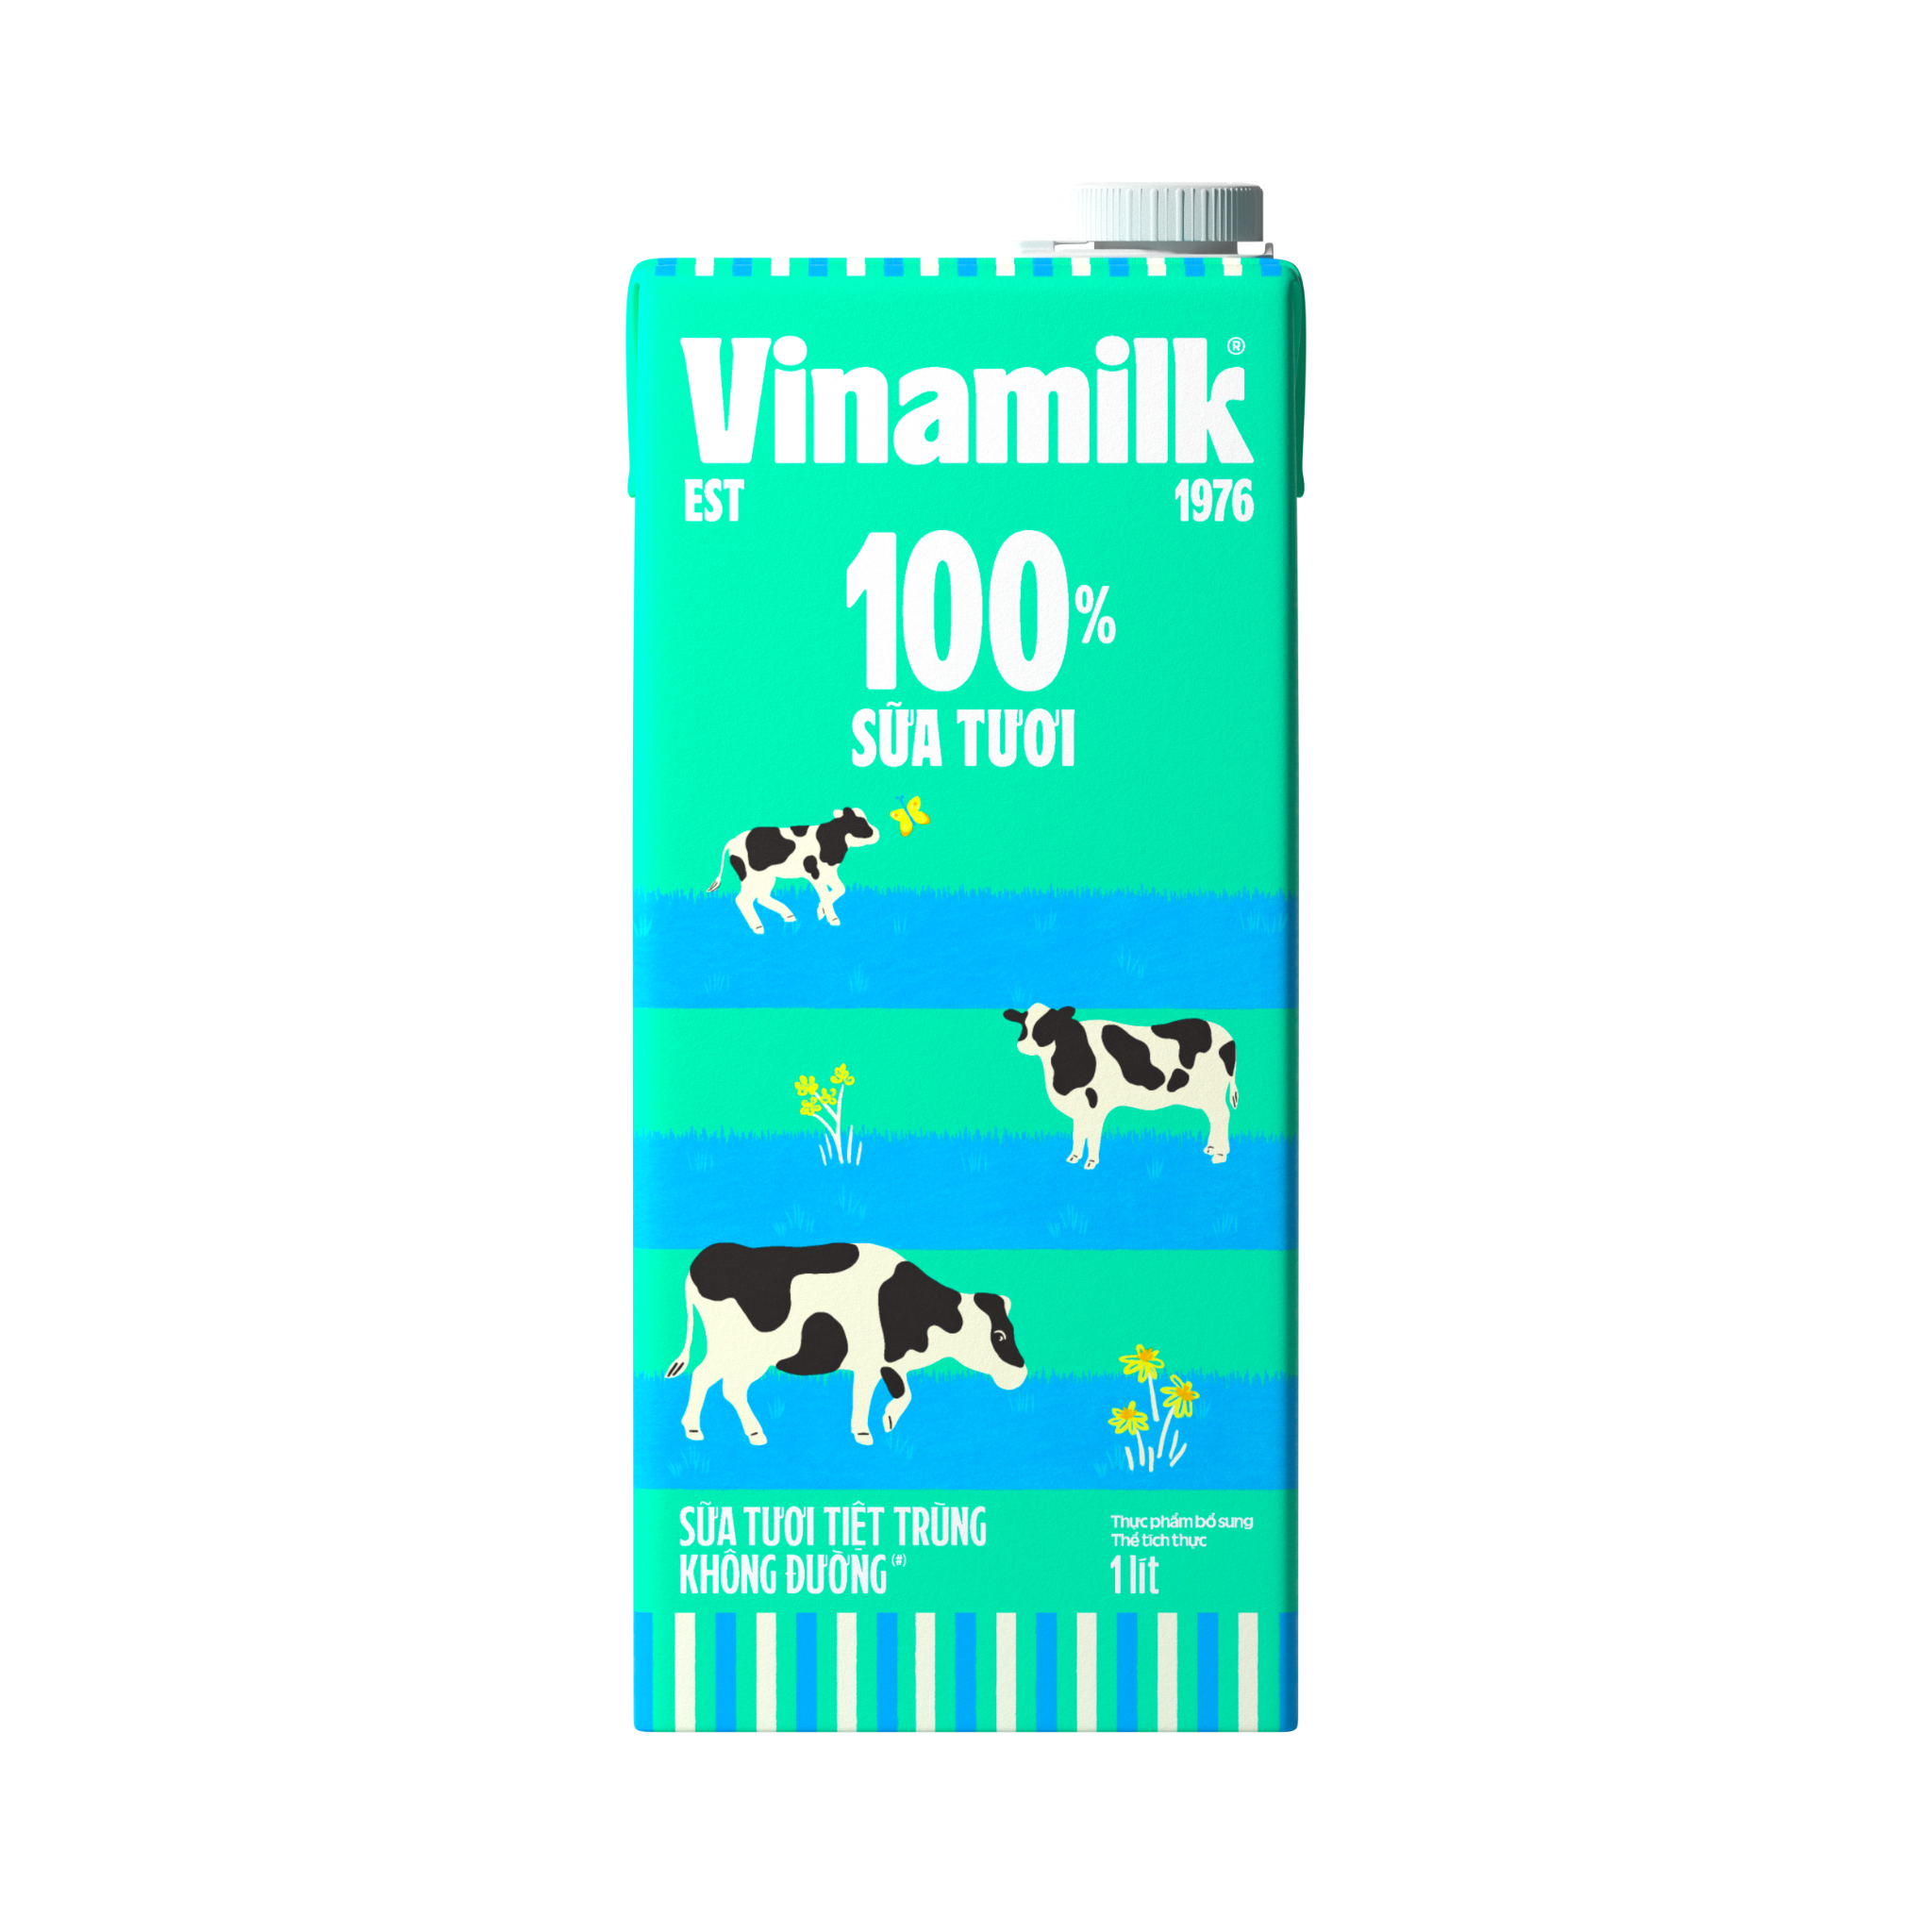 Vinamilk®
EST 1976
100%
SỮA TƯƠI
SỮA TƯƠI TIỆT TRÙNG
KHÔNG ĐƯỜNG(#)
Thực phẩm bổ sung
Thể tích thực
1 lít